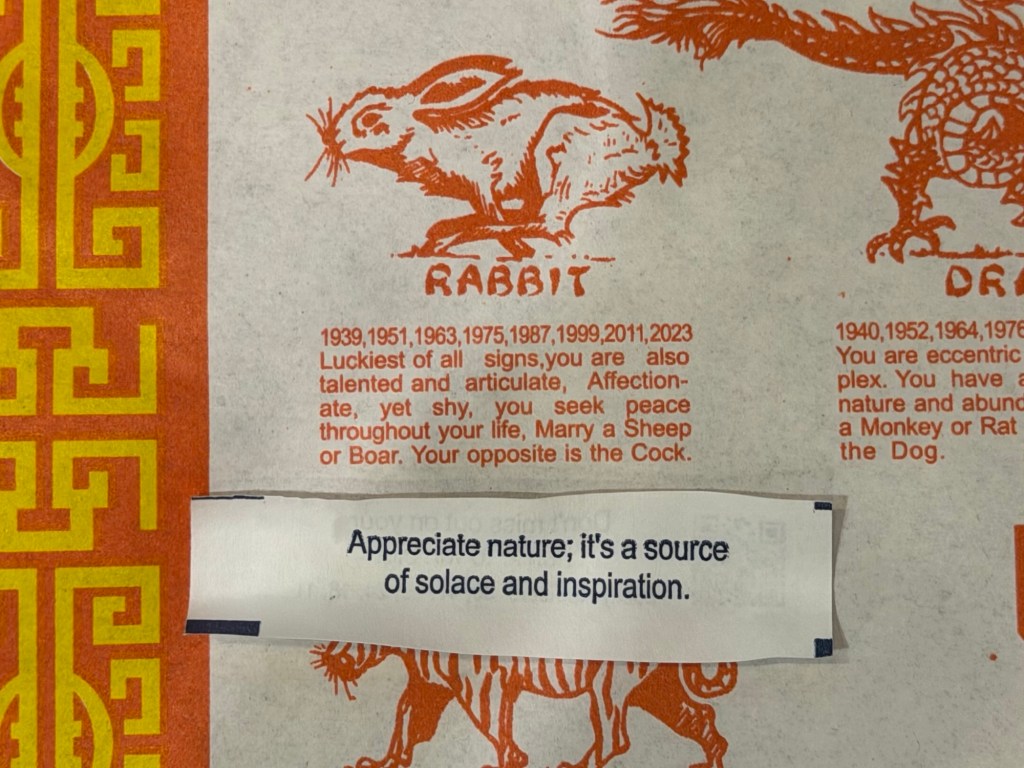 RABBIT
1939,1951,1963,1975,1987,1999,2011,2023
Luckiest of all signs,you are also
talented and articulate, Affection-
ate, yet shy, you seek peace
throughout your life, Marry a Sheep
or Boar. Your opposite is the Cock.
DRA
1940,1952,1964,1976
You are eccentric
plex. You have a
nature and abund
a Monkey or Rat
the Dog.
Appreciate nature; it's a source
of solace and inspiration.